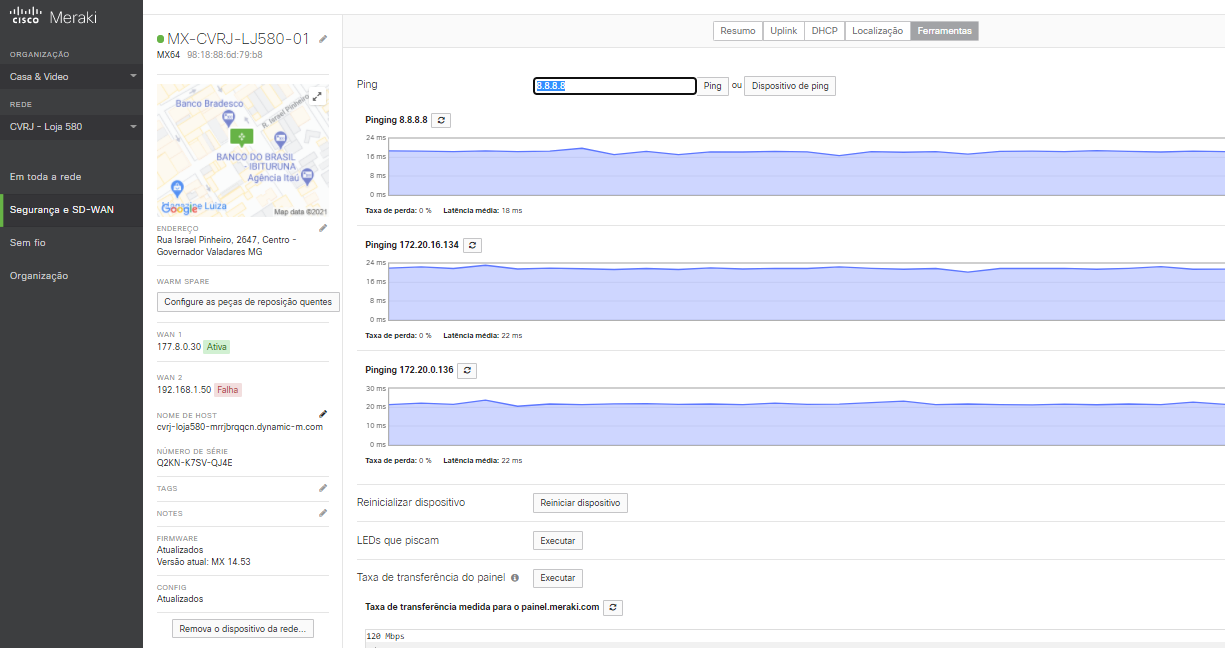 cisco Meraki
ORGANIZAÇÃO
Casa & Video
REDE
CVRJ - Loja 580
Em toda a rede
Segurança e SD-WAN
Sem fio
Organização
MX-CVRJ-LJ580-01
MX64 98:18:88:6d:79:b8
Banco Bradesco
R. Israel Pinheiro
BANCO DO BRASIL
- IBITURUNA
Agência Itaú
Magazine Luiza
Google
Map data ©2021
ENDEREÇO
Rua Israel Pinheiro, 2647, Centro -
Governador Valadares MG
WARM SPARE
Configure as peças de reposição quentes
WAN 1
177.8.0.30 Ativa
WAN 2
192.168.1.50 Falha
NOME DE HOST
cvrj-loja580-mrrjbrqqcn.dynamic-m.com
NÚMERO DE SÉRIE
Q2KN-K7SV-QJ4E
TAGS
NOTES
FIRMWARE
Atualizados
Versão atual: MX 14.53
CONFIG
Atualizados
Remova o dispositivo da rede...
Resumo Uplink DHCP Localização Ferramentas
Ping 8.8.8.8 Ping ou Dispositivo de ping
Pinging 8.8.8.8
24 ms
16 ms
8 ms
0 ms
Taxa de perda: 0 % Latência média: 18 ms
Pinging 172.20.16.134
24 ms
16 ms
8 ms
0 ms
Taxa de perda: 0 % Latência média: 22 ms
Pinging 172.20.0.136
30 ms
20 ms
10 ms
0 ms
Taxa de perda: 0 % Latência média: 22 ms
Reinicializar dispositivo Reiniciar dispositivo
LEDs que piscam Executar
Taxa de transferência do painel Executar
Taxa de transferência medida para o painel.meraki.com
120 Mbps